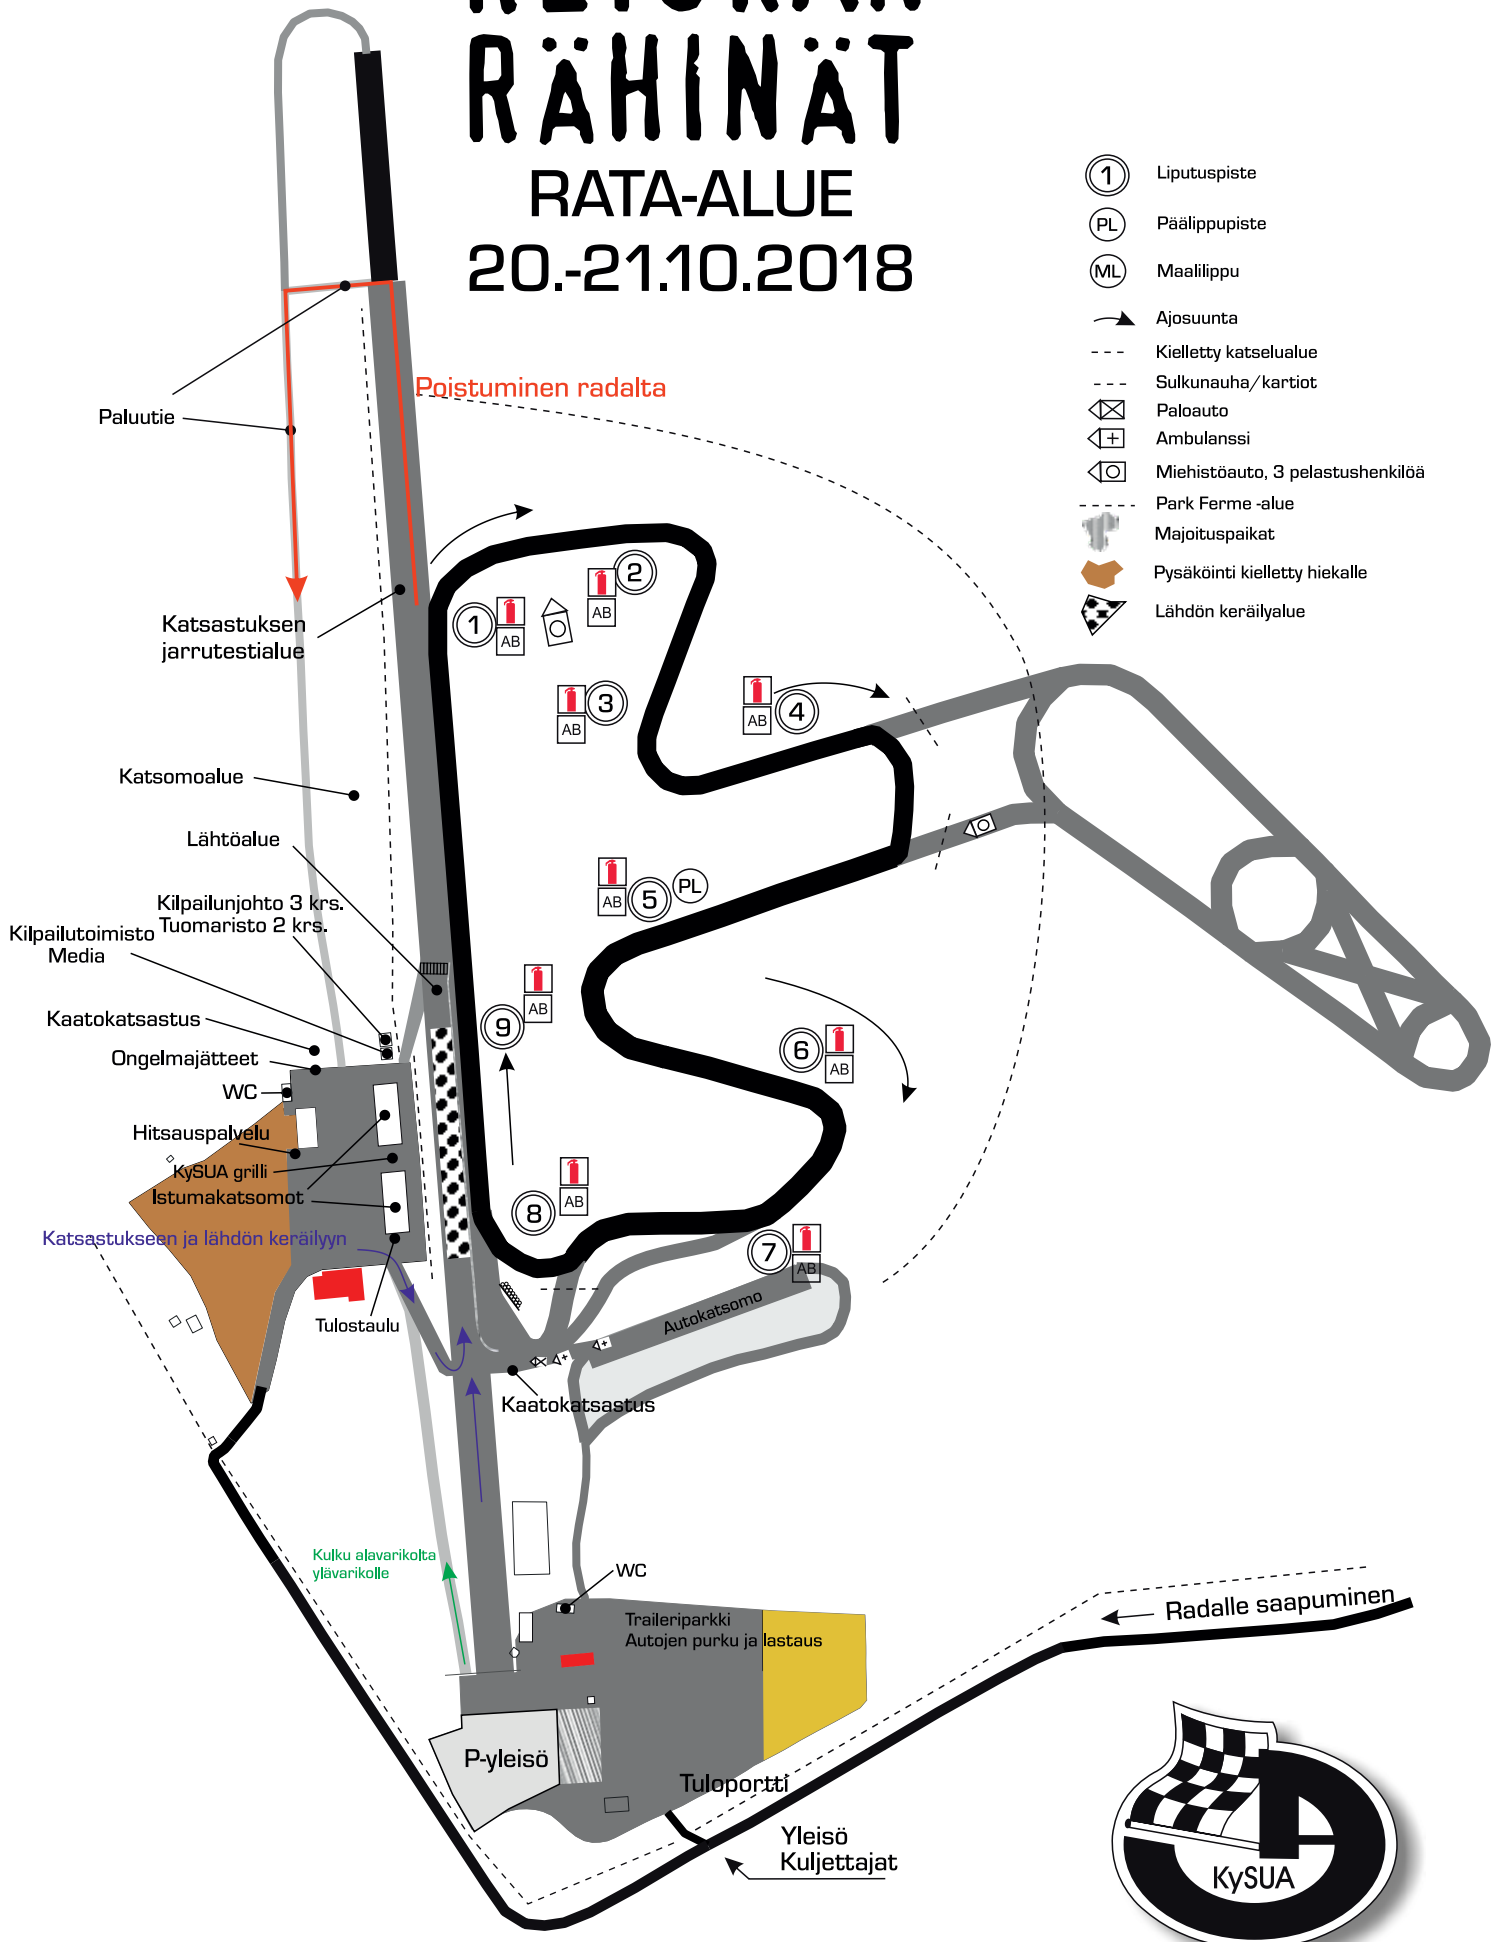 RÄHINÄT
RATA-ALUE
20.-21.10.2018
1 Liputuspiste
PL Päälippupiste
ML Maalilippu
Ajosuunta
Kielletty katselualue
Sulkunauha/kartiot
Paloauto
Ambulanssi
Miehistöauto, 3 pelastushenkilöä
Park Ferme -alue
Majoituspaikat
Pysäköinti kielletty hiekalle
Lähdön keräilyalue
Poistuminen radalta
Paluutie
Katsastuksen
jarrutestialue
2
AB
1
AB
3
AB
4
AB
Katsomoalue
Lähtöalue
Kilpailunjohto 3 krs.
Tuomaristo 2 krs.
Kilpailutoimisto
Media
5
AB
PL
Kaatokatsastus
Ongelmajätteet
WC
9
AB
6
AB
Hitsauspalvelu
KySUA grilli
Istumakatsomot
8
AB
Katsastukseen ja lähdön keräilyyn
7
AB
Tulostaulu
Autokatsomo
Kaatokatsastus
Kulku alavarikolta
ylävarikolle
WC
Traileriparkki
Autojen purku ja lastaus
Radalle saapuminen
P-yleisö
Tuloportti
Yleisö
Kuljettajat
KySUA